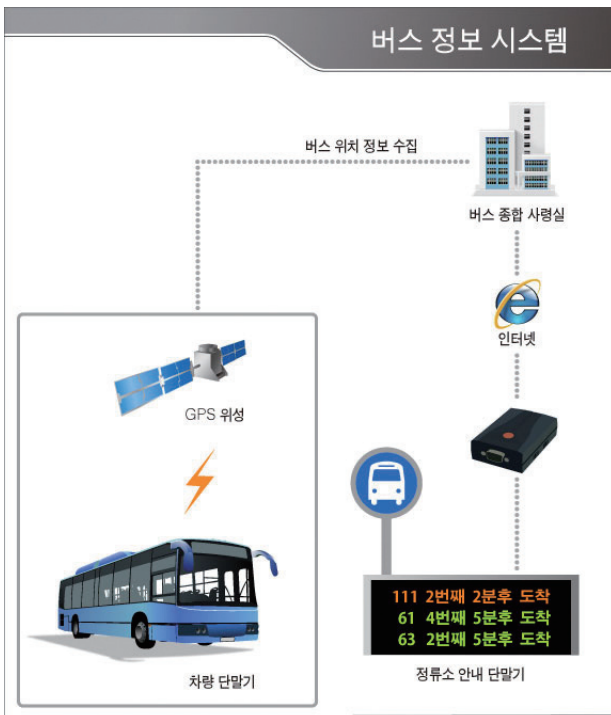 버스 정보 시스템
버스 위치 정보 수집
버스 종합 사령실
인터넷
GPS 위성
111 2번째 2분후 도착
61 4번째 5분후 도착
63 2번째 5분후 도착
차량 단말기
정류소 안내 단말기